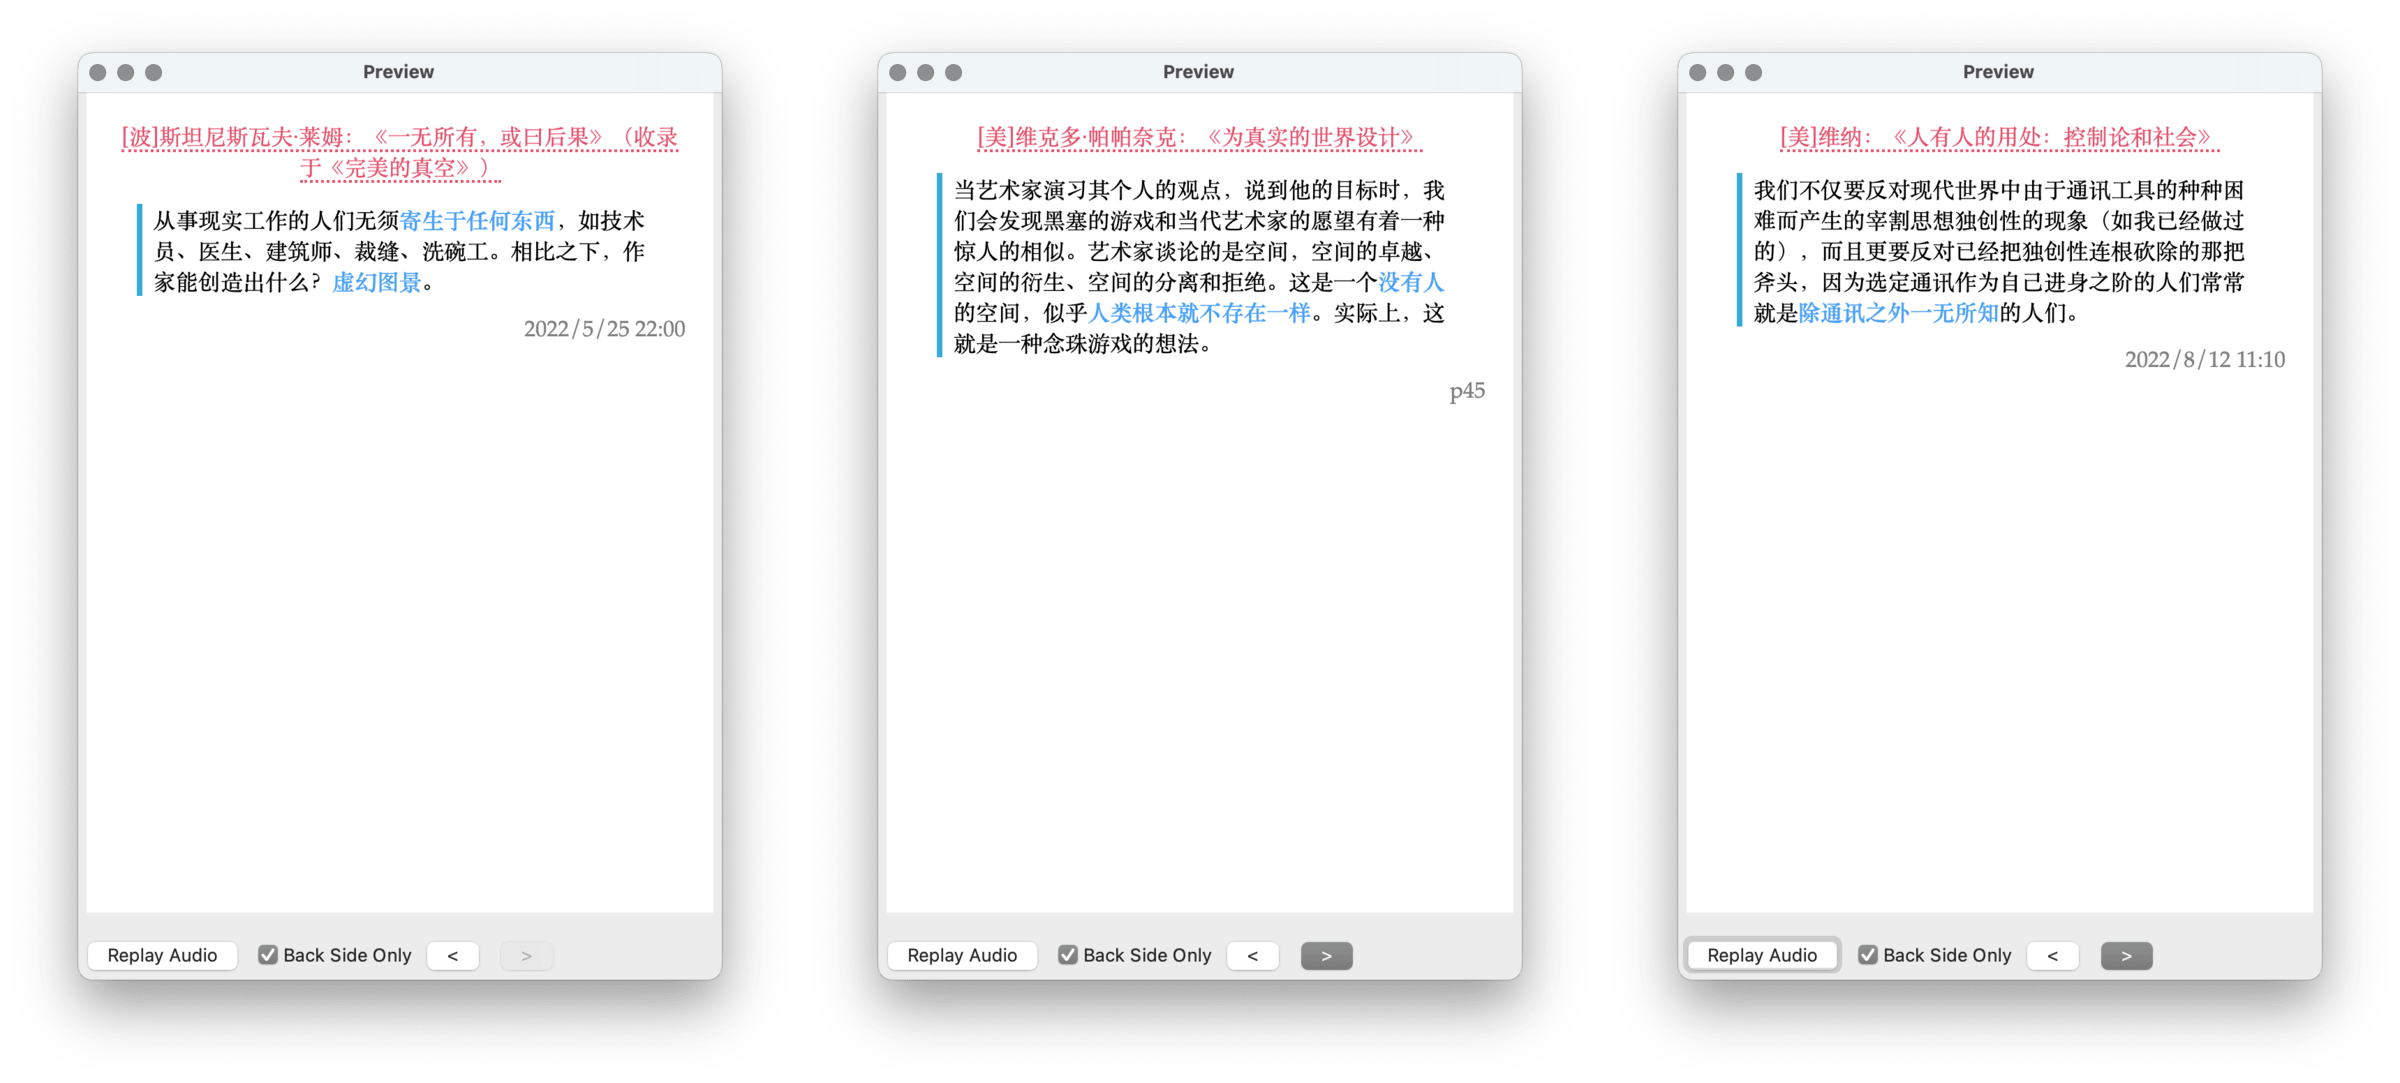 Preview
[波]斯坦尼斯瓦夫·莱姆：《一无所有，或曰后果》（收录
于《完美的真空》）
从事现实工作的人们无须寄生于任何东西，如技术
员、医生、建筑师、裁缝、洗碗工。相比之下，作
家能创造出什么？虚幻图景。
2022/5/25 22:00
Replay Audio
Back Side Only
<
>
Preview
[美]维克多·帕帕奈克：《为真实的世界设计》
当艺术家演习其个人的观点，说到他的目标时，我
们会发现黑塞的游戏和当代艺术家的愿望有着一种
惊人的相似。艺术家谈论的是空间，空间的卓越、
空间的衍生、空间的分离和拒绝。这是一个没有人
的空间，似乎人类根本就不存在一样。实际上，这
就是一种念珠游戏的想法。
p45
Replay Audio
Back Side Only
<
>
Preview
[美]维纳：《人有人的用处：控制论和社会》
我们不仅要反对现代世界中由于通讯工具的种种困
难而产生的宰割思想独创性的现象（如我已经做过
的），而且更要反对已经把独创性连根砍除的那把
斧头，因为选定通讯作为自己进身之阶的人们常常
就是除通讯之外一无所知的人们。
2022/8/12 11:10
Replay Audio
Back Side Only
<
>